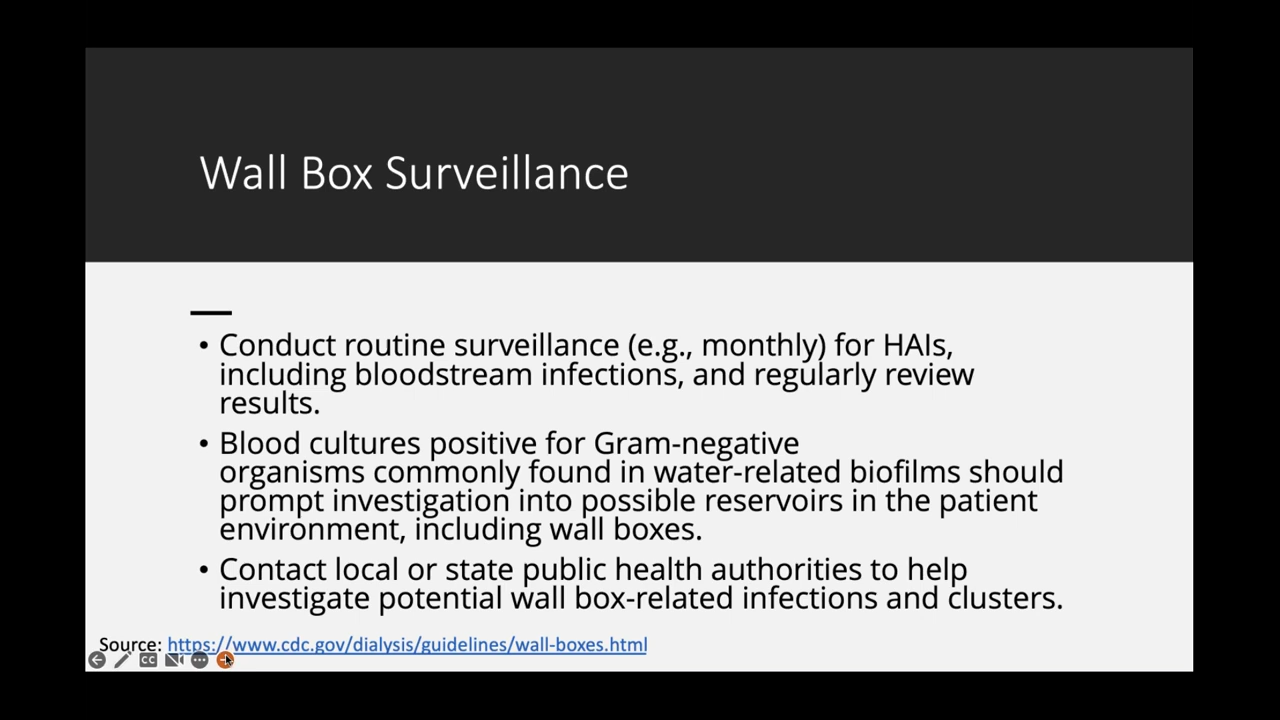 Wall Box Surveillance
• Conduct routine surveillance (e.g., monthly) for HAIs,
including bloodstream infections, and regularly review
results.
• Blood cultures positive for Gram-negative
organisms commonly found in water-related biofilms should
prompt investigation into possible reservoirs in the patient
environment, including wall boxes.
• Contact local or state public health authorities to help
investigate potential wall box-related infections and clusters.
Source: https://www.cdc.gov/dialysis/guidelines/wall-boxes.html
CC